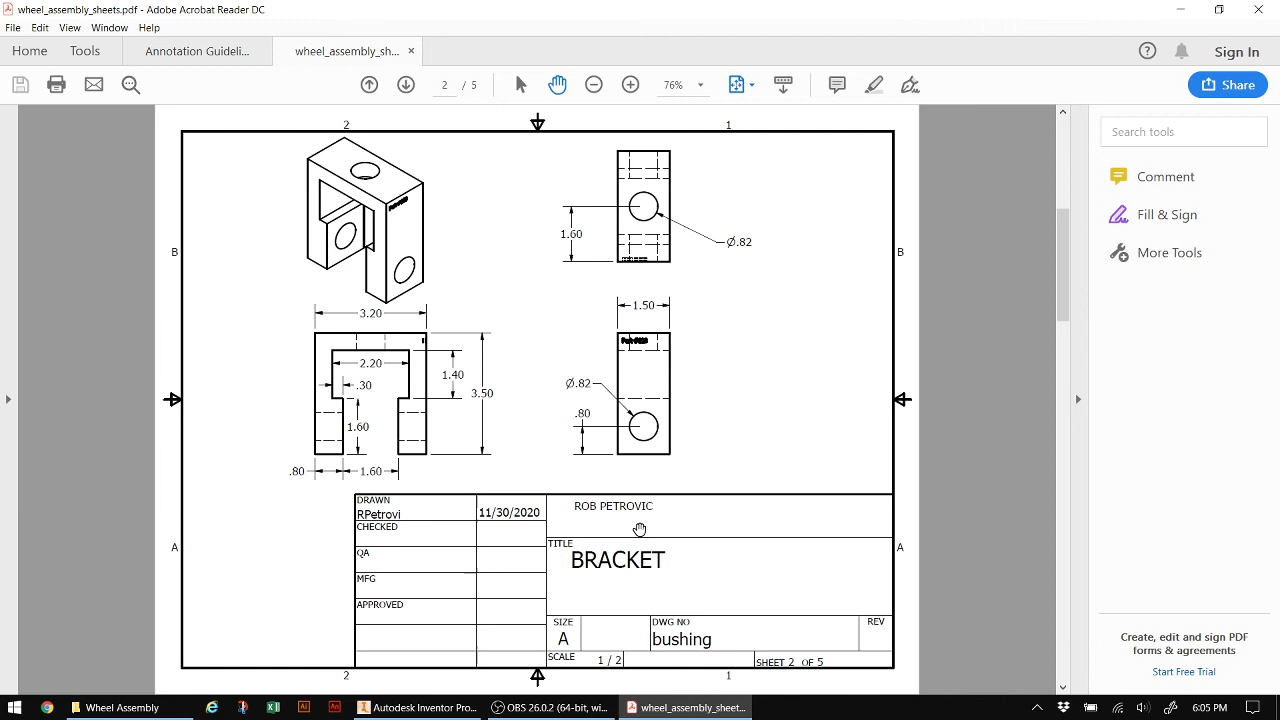 wheel_assembly_sheets.pdf - Adobe Acrobat Reader DC
File Edit View Window Help
Home Tools Annotation Guideli... wheel_assembly_sh... × Sign In
2 / 5 76% Share
Search tools
Comment
Fill & Sign
More Tools
Create, edit and sign PDF
forms & agreements
Start Free Trial
2 1
B B
1.60
Ø.82
3.20
1.50
2.20
.30
1.40
3.50
1.60
.80 1.60
Ø.82
.80
A A
DRAWN
RPetrovi 11/30/2020
CHECKED
QA
MFG
APPROVED
ROB PETROVIC
TITLE
BRACKET
SIZE
A
DWG NO
bushing
REV
SCALE 1 / 2
SHEET 2 OF 5
2 1
Wheel Assembly Autodesk Inventor Pro... OBS 26.0.2 (64-bit, wi... wheel_assembly_sheet... 6:05 PM